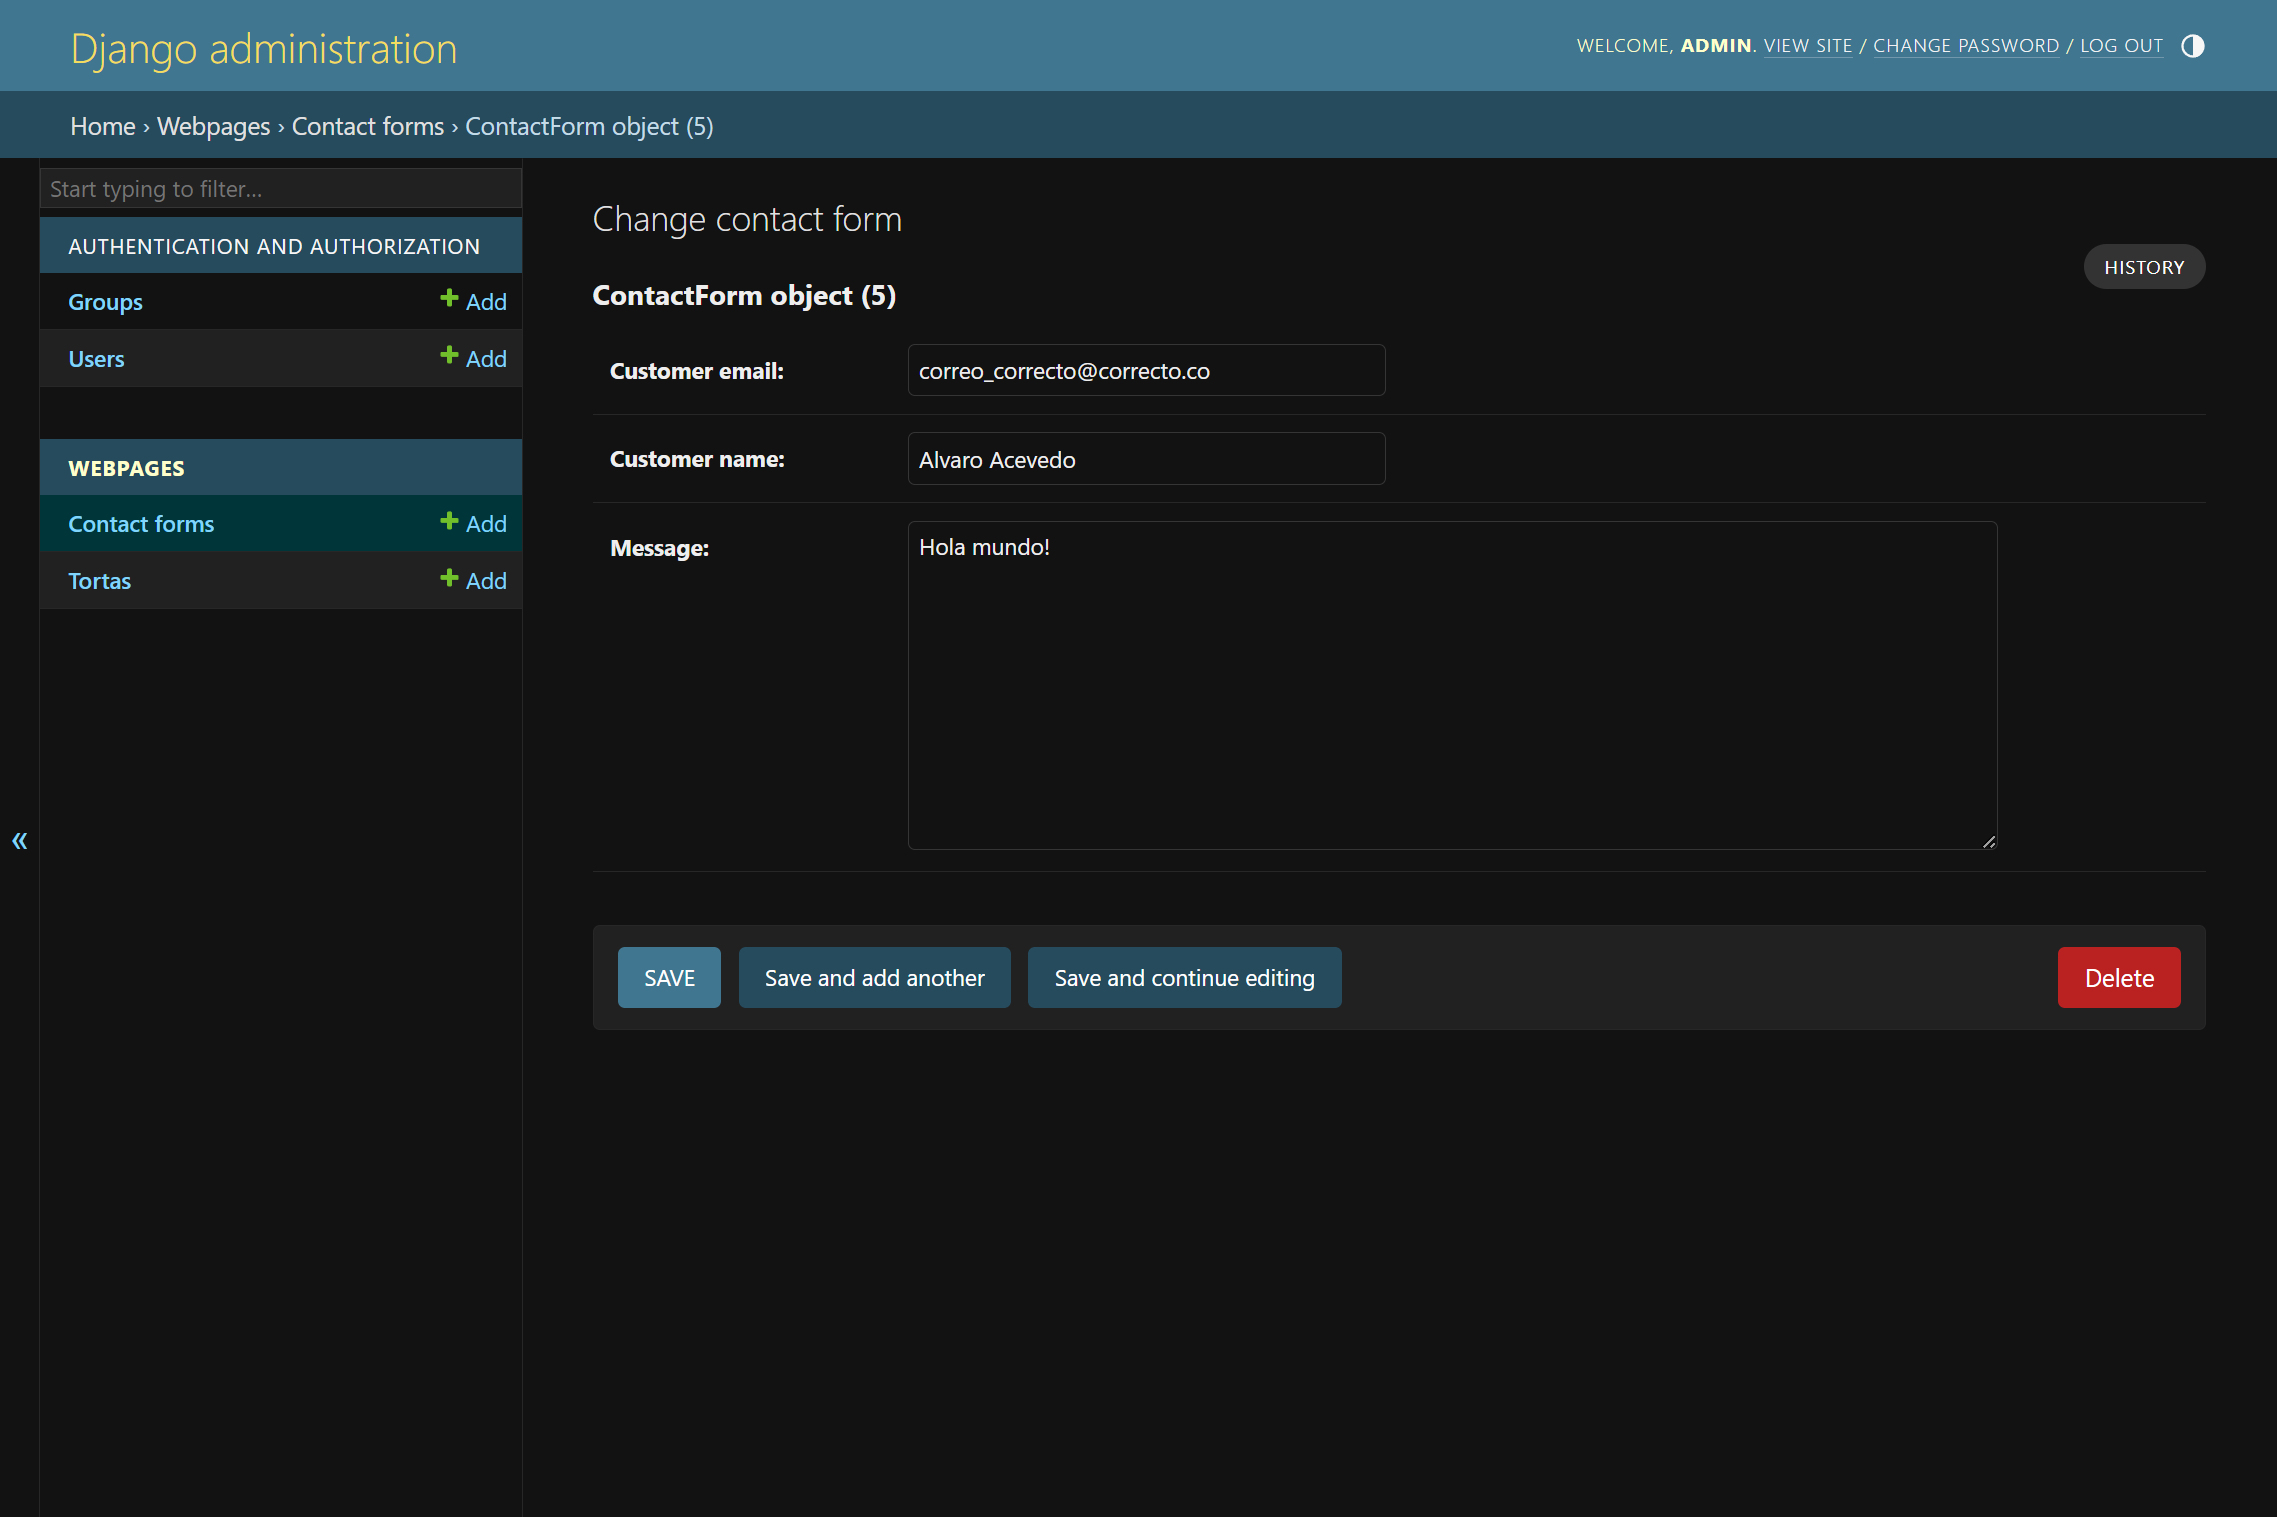 Django administration
WELCOME, ADMIN. VIEW SITE / CHANGE PASSWORD / LOG OUT
Home › Webpages › Contact forms › ContactForm object (5)
Start typing to filter...
AUTHENTICATION AND AUTHORIZATION
Groups + Add
Users + Add
WEBPAGES
Contact forms + Add
Tortas + Add
«
Change contact form
HISTORY
ContactForm object (5)
Customer email: correo_correcto@correcto.co
Customer name: Alvaro Acevedo
Message: Hola mundo!
SAVE Save and add another Save and continue editing Delete